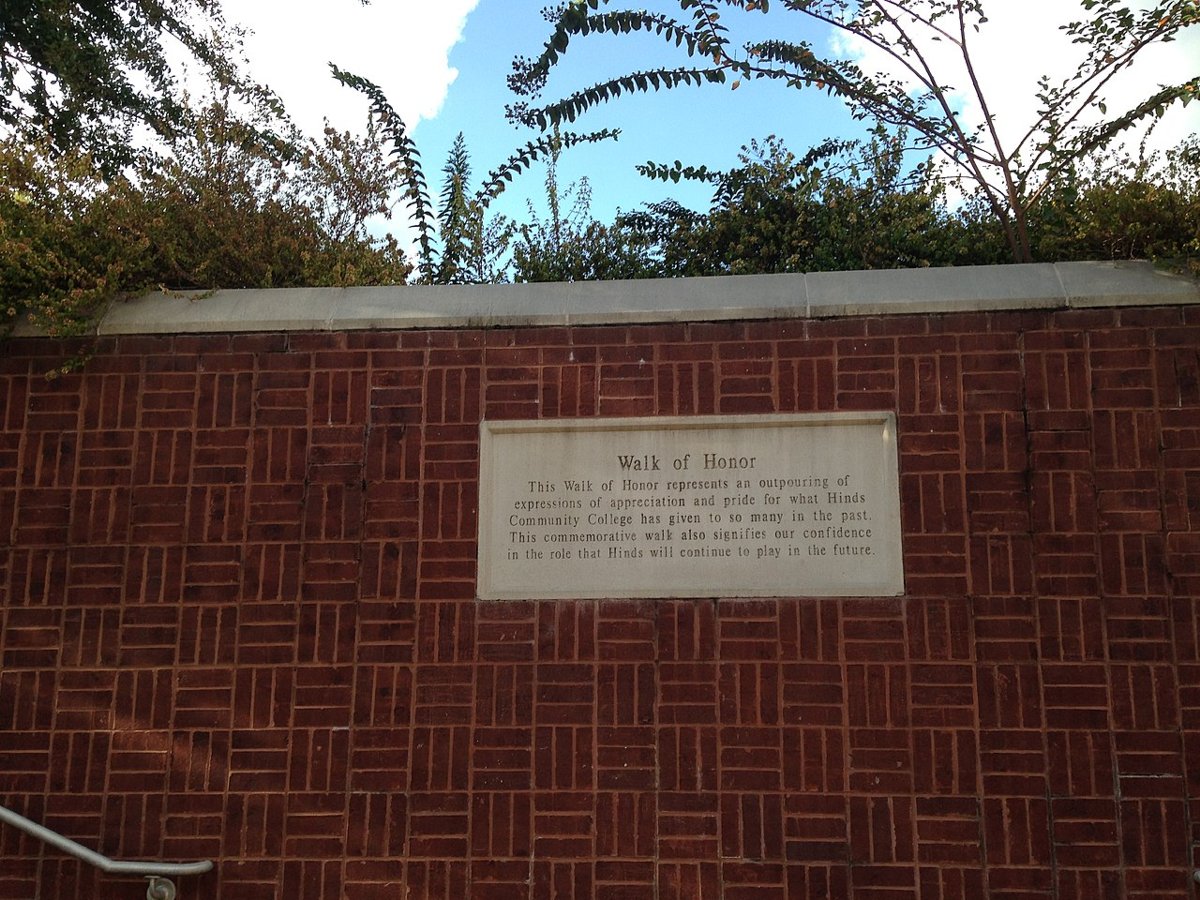 Walk of Honor
This Walk of Honor represents an outpouring of
expressions of appreciation and pride for what Hinds
Community College has given to so many in the past.
This commemorative walk also signifies our confidence
in the role that Hinds will continue to play in the future.